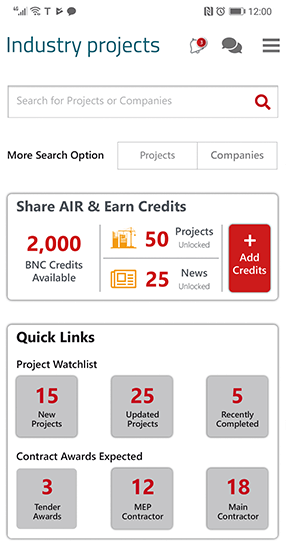 12:00
Industry projects
3
Search for Projects or Companies
More Search Option
Projects
Companies
Share AIR & Earn Credits
2,000
BNC Credits
Available
50 Projects
Unlocked
25 News
Unlocked
+
Add
Credits
Quick Links
Project Watchlist
15
New
Projects
25
Updated
Projects
5
Recently
Completed
Contract Awards Expected
3
Tender
Awards
12
MEP
Contractor
18
Main
Contractor